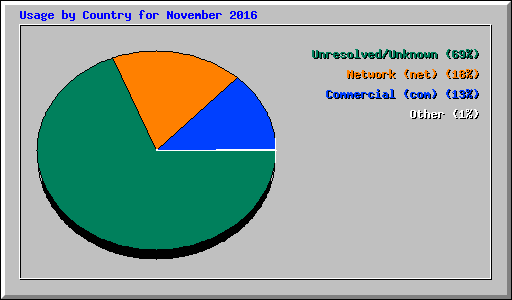 Usage by Country for November 2016
Unresolved/Unknown (69%)
Network (net) (18%)
Commercial (com) (13%)
Other (1%)